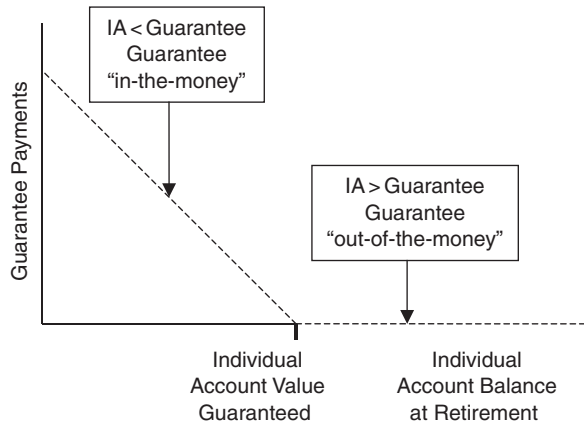 IA < Guarantee
Guarantee
“in-the-money”
IA > Guarantee
Guarantee
“out-of-the-money”
Guarantee Payments
Individual
Account Value
Guaranteed
Individual
Account Balance
at Retirement